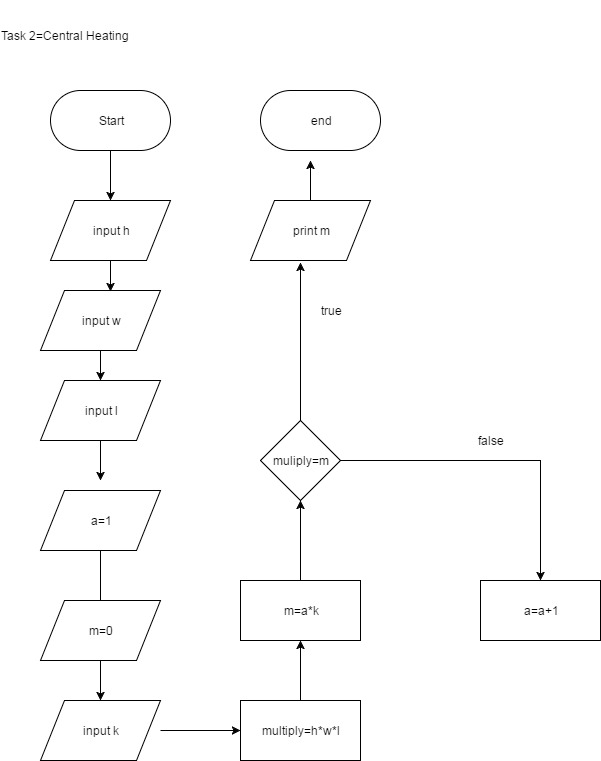 Task 2=Central Heating
Start
input h
input w
input l
a=1
m=0
input k
multiply=h*w*l
m=a*k
muliply=m
true
print m
end
false
a=a+1